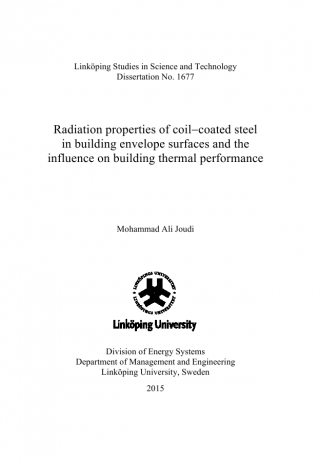 Linköping Studies in Science and Technology
Dissertation No. 1677
Radiation properties of coil–coated steel
in building envelope surfaces and the
influence on building thermal performance
Mohammad Ali Joudi
Linköping University
Division of Energy Systems
Department of Management and Engineering
Linköping University, Sweden
2015